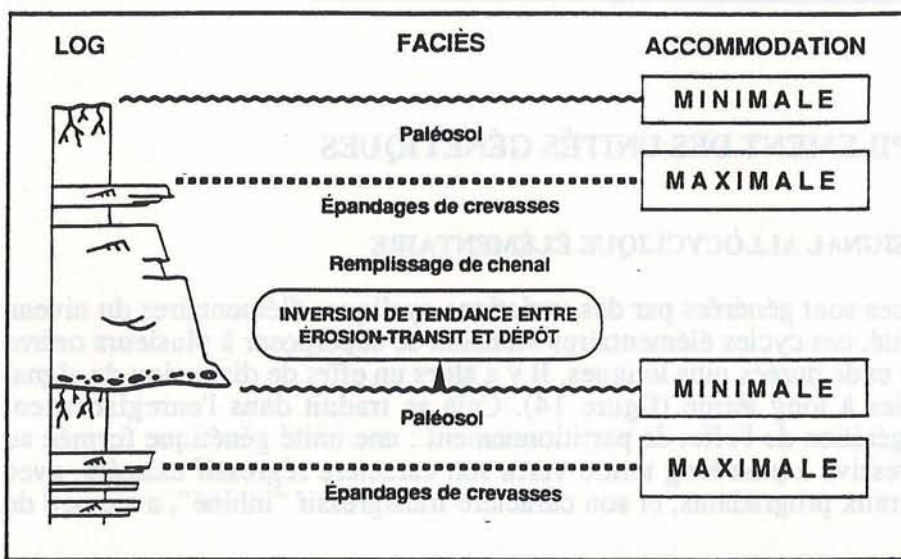 LOG FACIÈS ACCOMMODATION
MINIMALE
Paléosol
MAXIMALE
Épandages de crevasses
Remplissage de chenal
INVERSION DE TENDANCE ENTRE
ÉROSION-TRANSIT ET DÉPÔT
MINIMALE
Paléosol
MAXIMALE
Épandages de crevasses